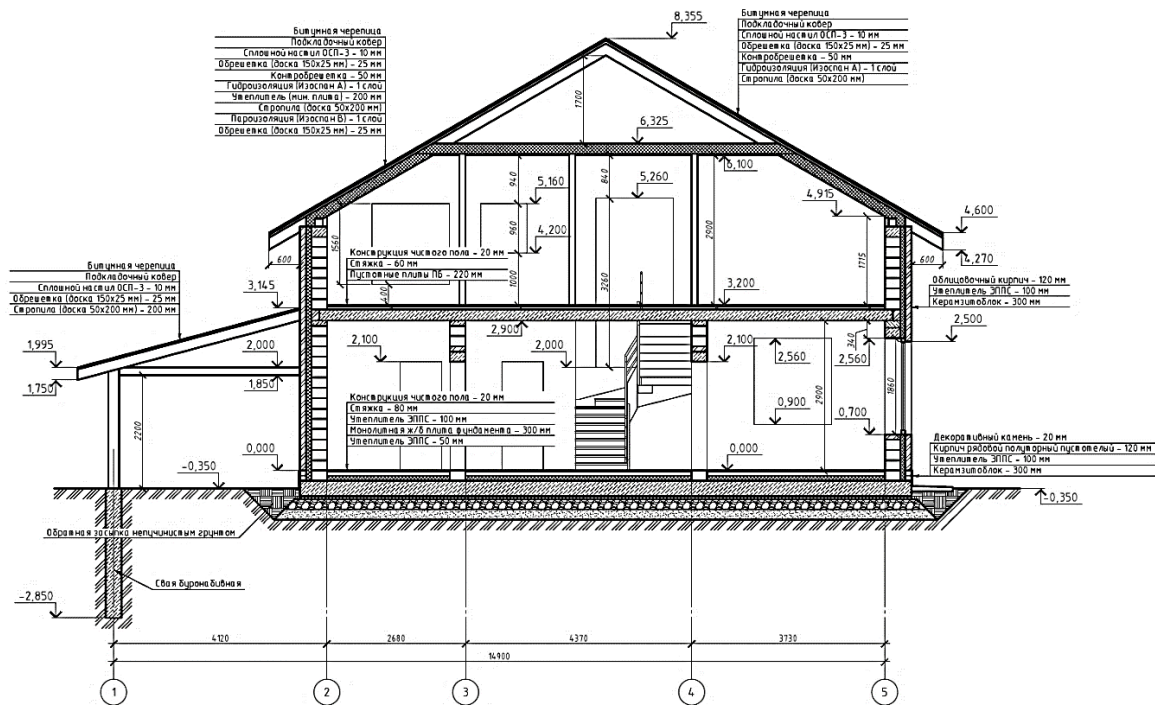 Битумная черепица
Подкладочный ковер
Сплошной настил ОСП-3 - 10 мм
Обрешетка (доска 150х25 мм) - 25 мм
Контробрешетка - 50 мм
Гидроизоляция (Изоспан А) - 1 слой
Утеплитель (мин. плита) - 200 мм
Стропила (доска 50х200 мм)
Пароизоляция (Изоспан В) - 1 слой
Обрешетка (доска 150х25 мм) - 25 мм
8,355
Битумная черепица
Подкладочный ковер
Сплошной настил ОСП-3 - 10 мм
Обрешетка (доска 150х25 мм) - 25 мм
Контробрешетка - 50 мм
Гидроизоляция (Изоспан А) - 1 слой
Стропила (доска 50х200 мм)
1700
6,325
6,100
940
840
5,160
5,260
4,915
4,600
960
4,200
1560
2900
1715
600
600
4,270
Конструкция чистого пола - 20 мм
Стяжка - 60 мм
Пустотные плиты ПБ - 220 мм
400
1000
3260
Битумная черепица
Подкладочный ковер
Сплошной настил ОСП-3 - 10 мм
Обрешетка (доска 150х25 мм) - 25 мм
Стропила (доска 50х200 мм) - 200 мм
3,145
3,200
Облицовочный кирпич - 120 мм
Утеплитель ЭППС - 100 мм
Керамзитоблок - 300 мм
2,900
2,500
340
1,995
2,000
2,100
2,000
2,100
2,560
2,560
1,750
1,850
2200
2900
1860
0,900
0,700
Конструкция чистого пола - 20 мм
Стяжка - 80 мм
Утеплитель ЭППС - 100 мм
Монолитная ж/б плита фундамента - 300 мм
Утеплитель ЭППС - 50 мм
Декоративный камень - 20 мм
Кирпич рядовой полуторный пустотелый - 120 мм
Утеплитель ЭППС - 100 мм
Керамзитоблок - 300 мм
0,000
0,000
-0,350
-0,350
Обратная засыпка непучинистым грунтом
Свая буронабивная
-2,850
4120
2680
4370
3730
14900
1
2
3
4
5